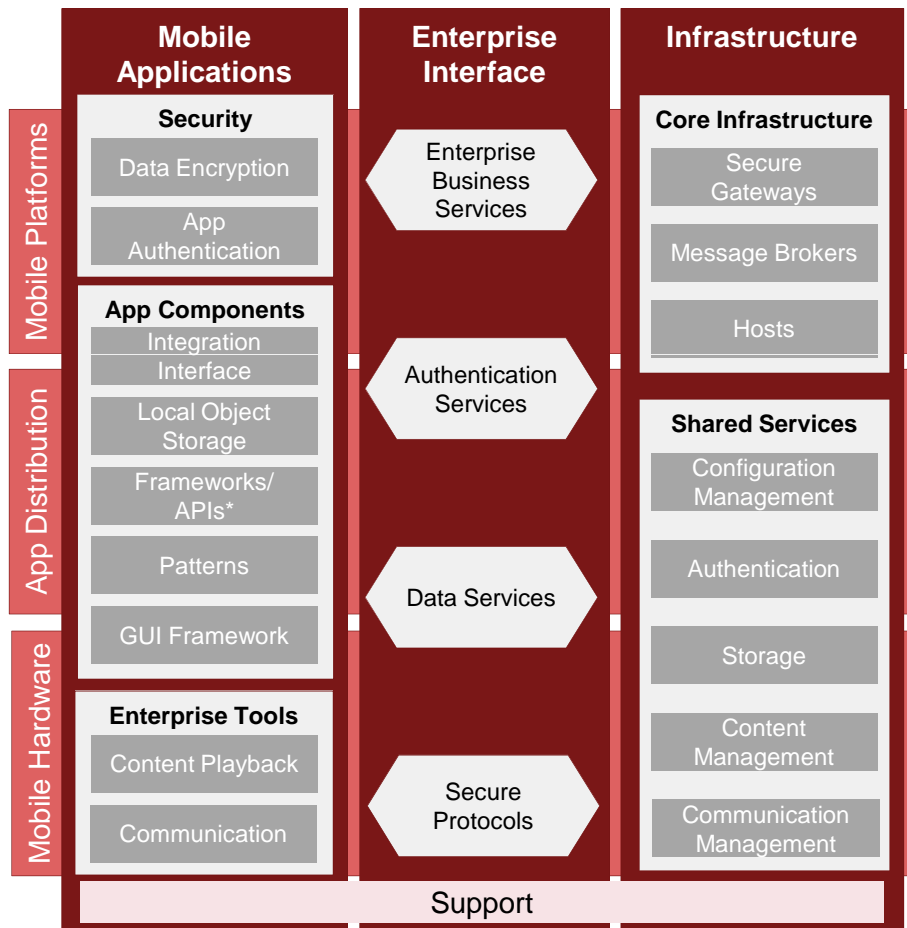 Mobile
Applications
Enterprise
Interface
Infrastructure
Mobile Platforms
App Distribution
Mobile Hardware
Security
Data Encryption
App
Authentication
App Components
Integration
Interface
Local Object
Storage
Frameworks/
APIs*
Patterns
GUI Framework
Enterprise Tools
Content Playback
Communication
Enterprise
Business
Services
Authentication
Services
Data Services
Secure
Protocols
Core Infrastructure
Secure
Gateways
Message Brokers
Hosts
Shared Services
Configuration
Management
Authentication
Storage
Content
Management
Communication
Management
Support